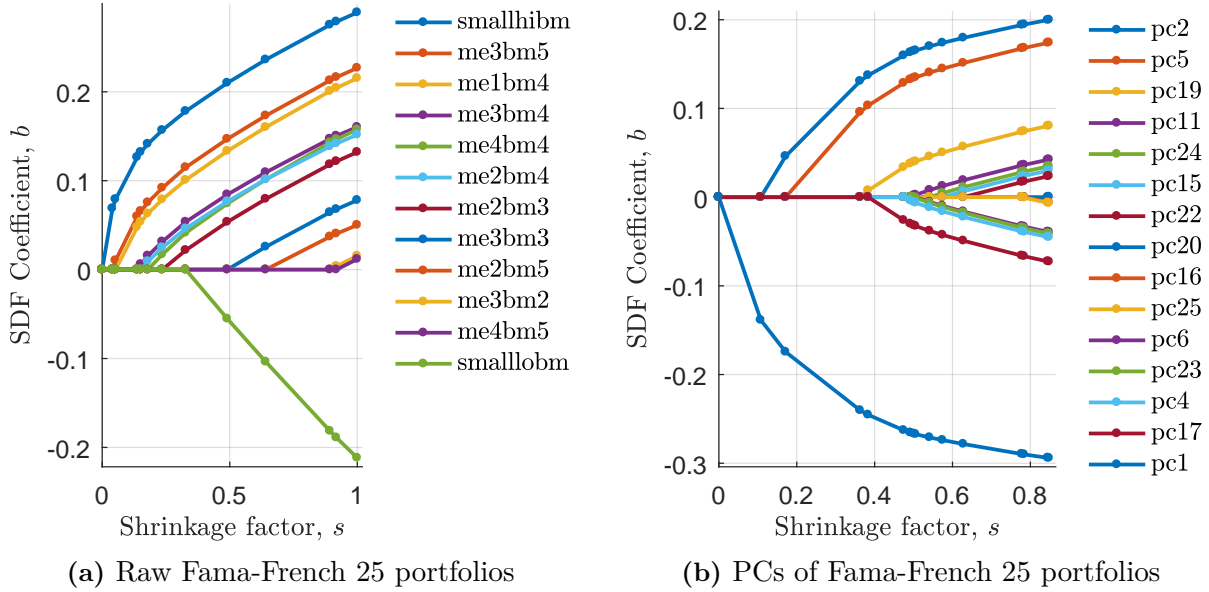 0.2
0.1
0
-0.1
-0.2
SDF Coefficient, b
0
0.5
1
Shrinkage factor, s
smallhibm
me3bm5
me1bm4
me3bm4
me4bm4
me2bm4
me2bm3
me3bm3
me2bm5
me3bm2
me4bm5
smalllobm
(a) Raw Fama-French 25 portfolios
0.2
0.1
0
-0.1
-0.2
-0.3
SDF Coefficient, b
0
0.2
0.4
0.6
0.8
Shrinkage factor, s
pc2
pc5
pc19
pc11
pc24
pc15
pc22
pc20
pc16
pc25
pc6
pc23
pc4
pc17
pc1
(b) PCs of Fama-French 25 portfolios